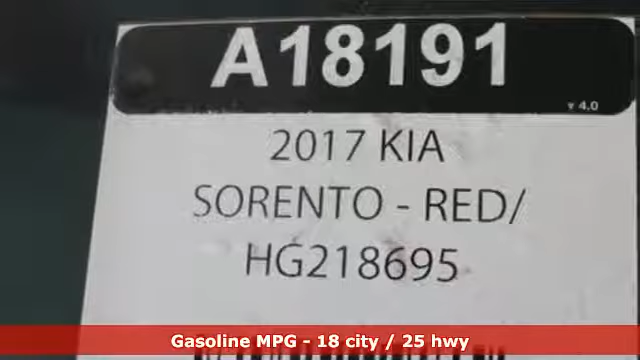 A18191
v 4.0
2017 KIA
SORENTO - RED/
HG218695
Gasoline MPG - 18 city / 25 hwy